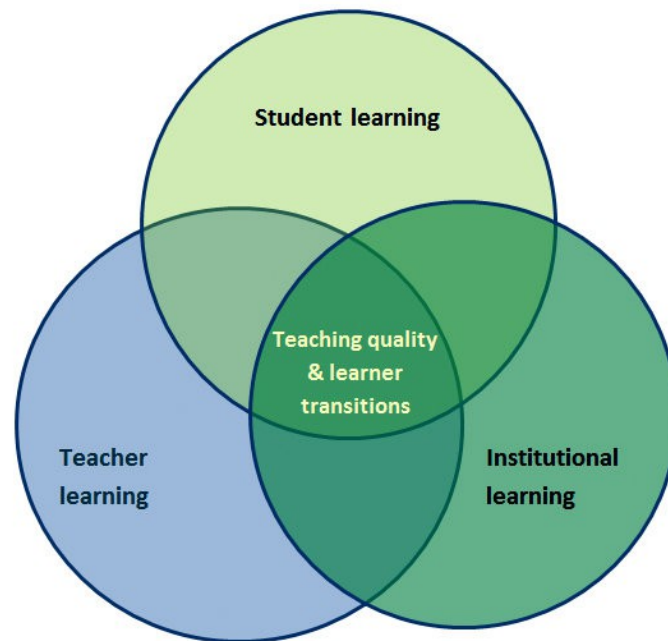 Student learning
Teaching quality
& learner
transitions
Teacher
learning
Institutional
learning